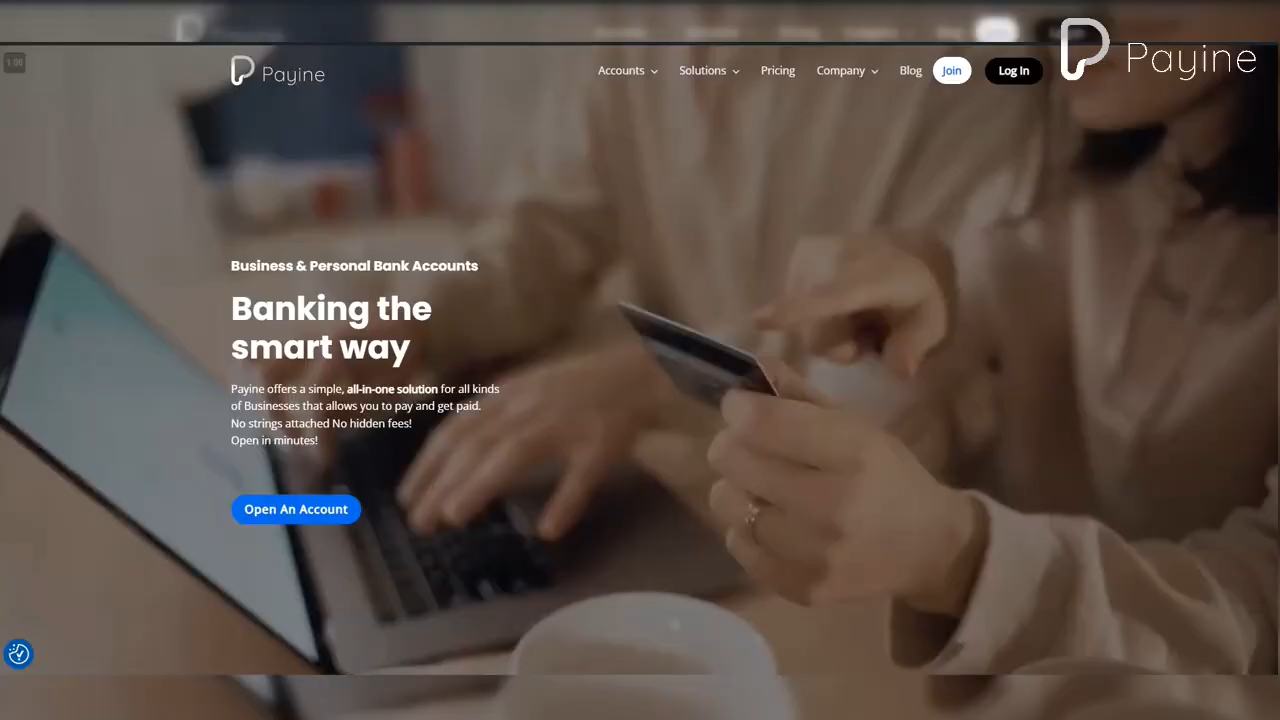 Payine
Accounts
Solutions
Pricing
Company
Blog
Join
Log In
Payine
1:06
Business & Personal Bank Accounts
Banking the
smart way
Payine offers a simple, all-in-one solution for all kinds
of Businesses that allows you to pay and get paid.
No strings attached No hidden fees!
Open in minutes!
Open An Account